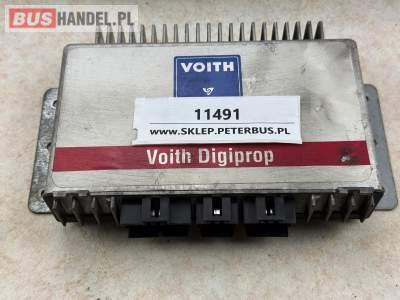 BUSHANDEL.PL
VOITH
11491
www.SKLEP.PETERBUS.PL
Voith Digiprop